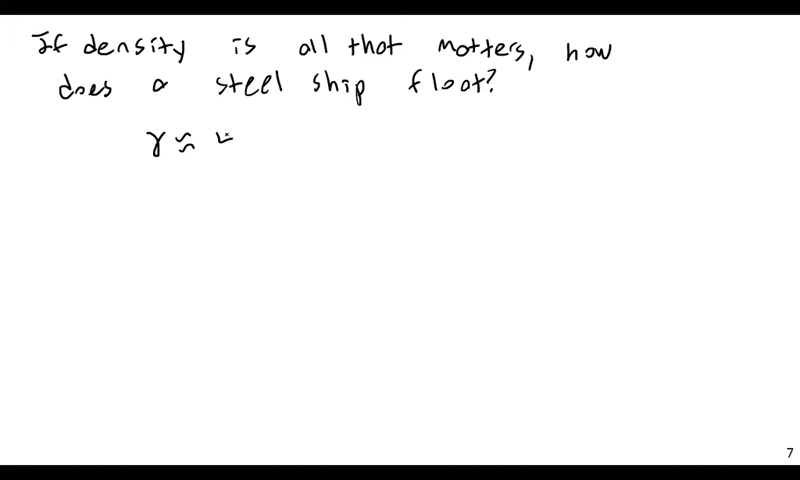 If density is all that matters, how
does a steel ship float?
γ ≈
7